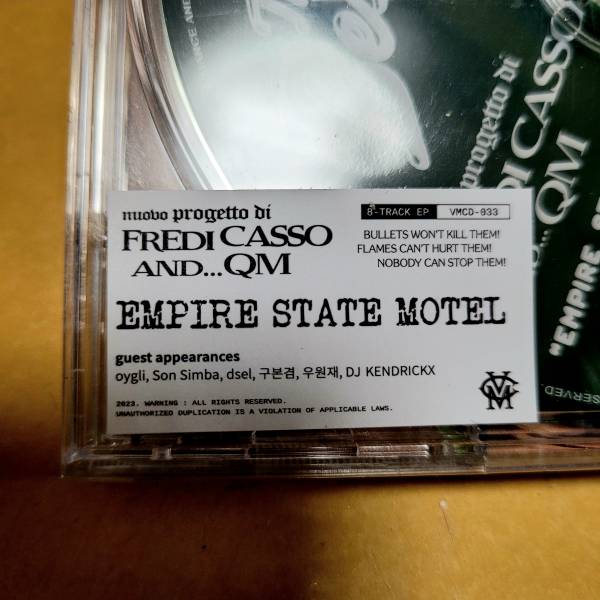 nuovo progetto di
FREDI CASSO
AND...QM
8-TRACK EP VMCD-033
BULLETS WON'T KILL THEM!
FLAMES CAN'T HURT THEM!
NOBODY CAN STOP THEM!
EMPIRE STATE MOTEL
guest appearances
oygli, Son Simba, dsel, 구본겸, 우원재, DJ KENDRICKX
2023. WARNING : ALL RIGHTS RESERVED.
UNAUTHORIZED DUPLICATION IS A VIOLATION OF APPLICABLE LAWS.
VMC
progetto di
DI CASSO
QM
"EMPIRE